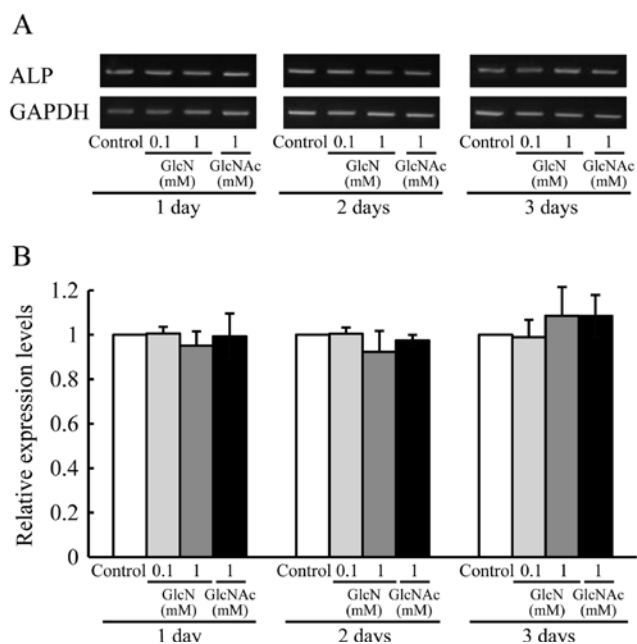 A
ALP
GAPDH
Control 0.1 1 1 Control 0.1 1 1 Control 0.1 1 1
GlcN GlcNAc GlcN GlcNAc GlcN GlcNAc
(mM) (mM) (mM) (mM) (mM) (mM)
1 day 2 days 3 days
B
Relative expression levels
1.2
1
0.8
0.6
0.4
0.2
0
Control 0.1 1 1 Control 0.1 1 1 Control 0.1 1 1
GlcN GlcNAc GlcN GlcNAc GlcN GlcNAc
(mM) (mM) (mM) (mM) (mM) (mM)
1 day 2 days 3 days